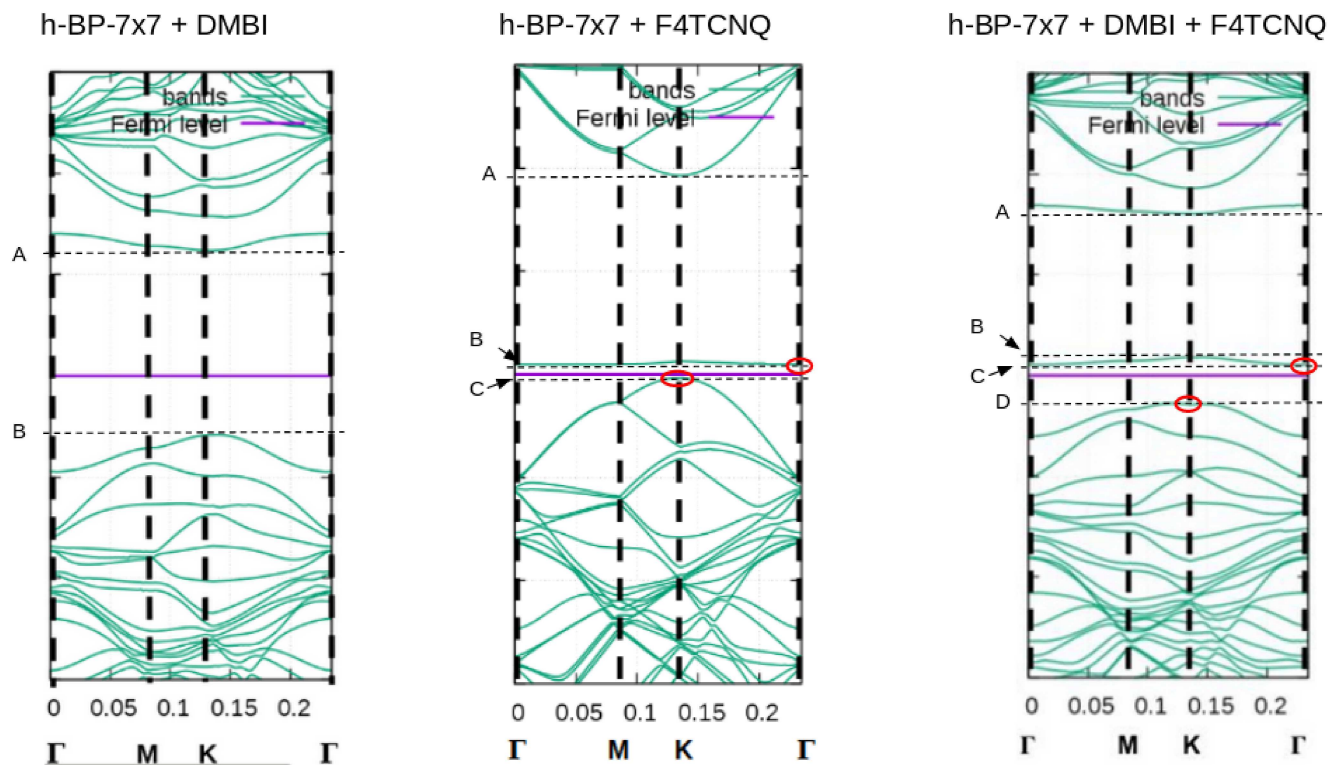 h-BP-7x7 + DMBI
bands
Fermi level
A
B
0 0.05 0.1 0.15 0.2
Γ M K Γ
h-BP-7x7 + F4TCNQ
bands
Fermi level
A
B
C
0 0.05 0.1 0.15 0.2
Γ M K Γ
h-BP-7x7 + DMBI + F4TCNQ
bands
Fermi level
A
B
C
D
0 0.05 0.1 0.15 0.2
Γ M K Γ